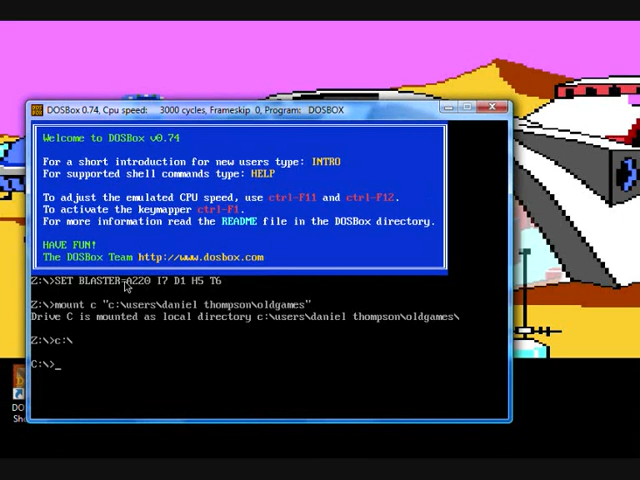 DOSBox 0.74, Cpu speed: 3000 cycles, Frameskip 0, Program: DOSBOX
Welcome to DOSBox v0.74
For a short introduction for new users type: INTRO
For supported shell commands type: HELP
To adjust the emulated CPU speed, use ctrl-F11 and ctrl-F12.
To activate the keymapper ctrl-F1.
For more information read the README file in the DOSBox directory.
HAVE FUN!
The DOSBox Team http://www.dosbox.com
Z:\>SET BLASTER=A220 I7 D1 H5 T6
Z:\>mount c "c:\users\daniel thompson\oldgames"
Drive C is mounted as local directory c:\users\daniel thompson\oldgames\
Z:\>c:\
C:\>_
DO
Sh